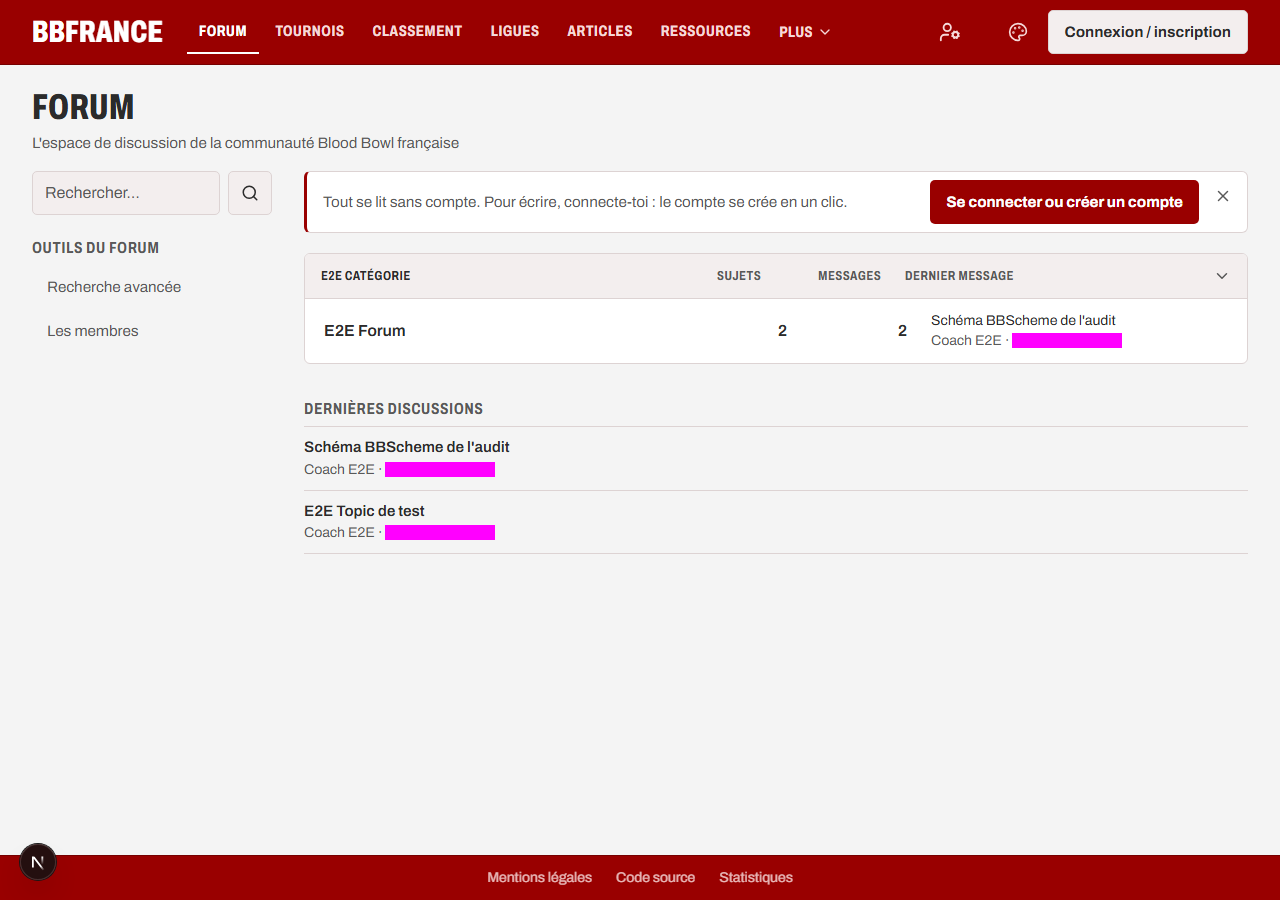 BBFRANCE FORUM TOURNOIS CLASSEMENT LIGUES ARTICLES RESSOURCES PLUS Connexion / inscription
FORUM
L'espace de discussion de la communauté Blood Bowl française
Rechercher...
Tout se lit sans compte. Pour écrire, connecte-toi : le compte se crée en un clic. Se connecter ou créer un compte
OUTILS DU FORUM
Recherche avancée
Les membres
E2E CATÉGORIE SUJETS MESSAGES DERNIER MESSAGE
E2E Forum 2 2 Schéma BBScheme de l'audit
Coach E2E ·
DERNIÈRES DISCUSSIONS
Schéma BBScheme de l'audit
Coach E2E ·
E2E Topic de test
Coach E2E ·
N
Mentions légales Code source Statistiques